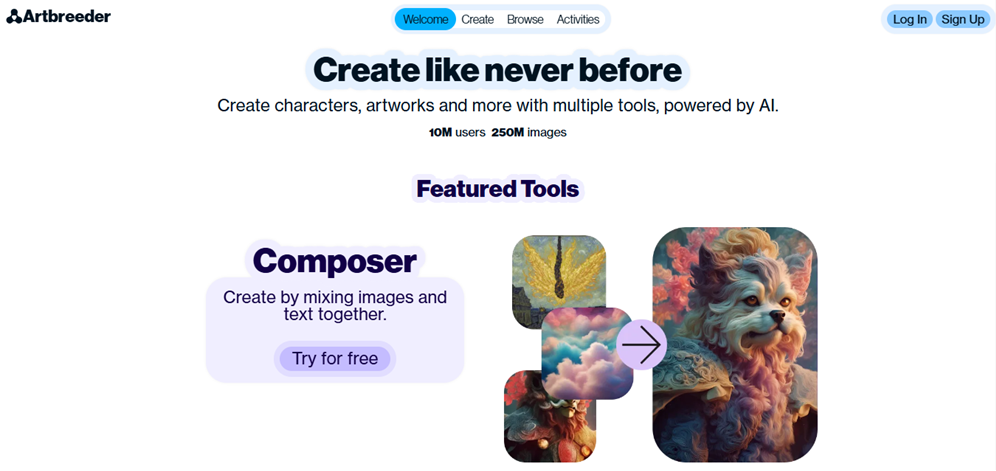 Artbreeder
Welcome Create Browse Activities
Log In Sign Up
Create like never before
Create characters, artworks and more with multiple tools, powered by AI.
10M users 250M images
Featured Tools
Composer
Create by mixing images and
text together.
Try for free